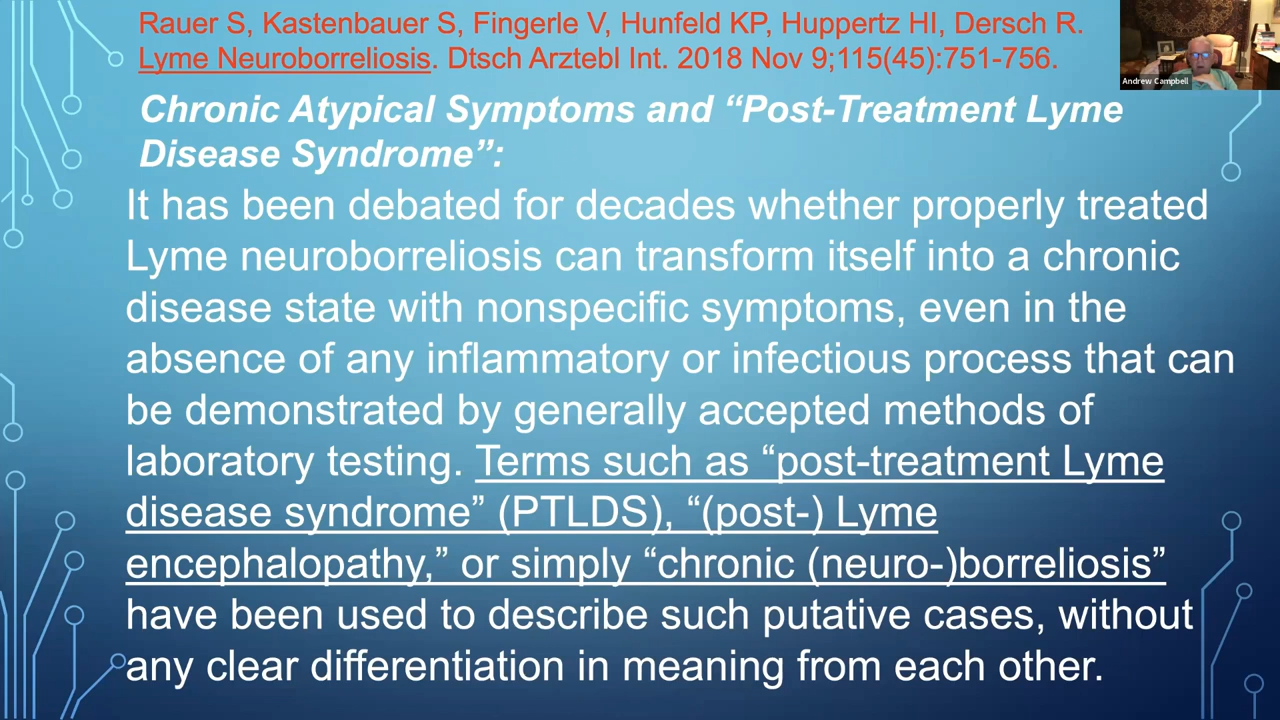 Rauer S, Kastenbauer S, Fingerle V, Hunfeld KP, Huppertz HI, Dersch R.
Lyme Neuroborreliosis. Dtsch Arztebl Int. 2018 Nov 9;115(45):751-756.
Andrew Campbell
Chronic Atypical Symptoms and “Post-Treatment Lyme
Disease Syndrome”:
It has been debated for decades whether properly treated
Lyme neuroborreliosis can transform itself into a chronic
disease state with nonspecific symptoms, even in the
absence of any inflammatory or infectious process that can
be demonstrated by generally accepted methods of
laboratory testing. Terms such as “post-treatment Lyme
disease syndrome” (PTLDS), “(post-) Lyme
encephalopathy,” or simply “chronic (neuro-)borreliosis”
have been used to describe such putative cases, without
any clear differentiation in meaning from each other.